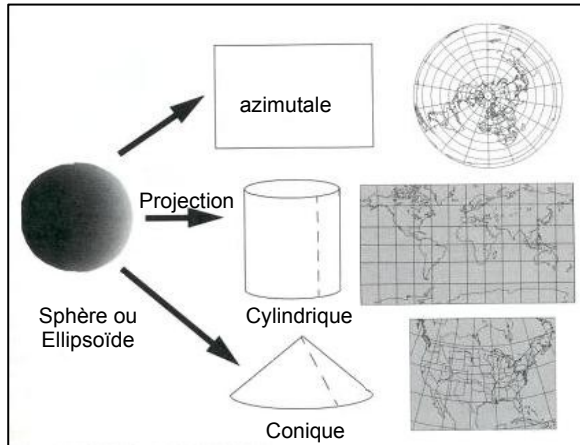 azimutale
Projection
Sphère ou
Ellipsoïde
Cylindrique
Conique